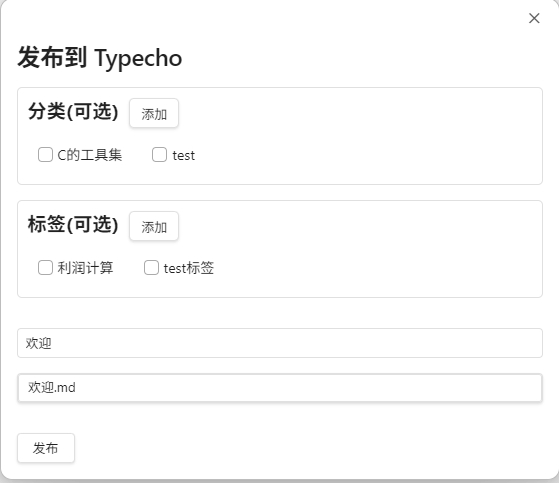 发布到 Typecho
分类(可选) 添加
C的工具集 test
标签(可选) 添加
利润计算 test标签
欢迎
欢迎.md
发布